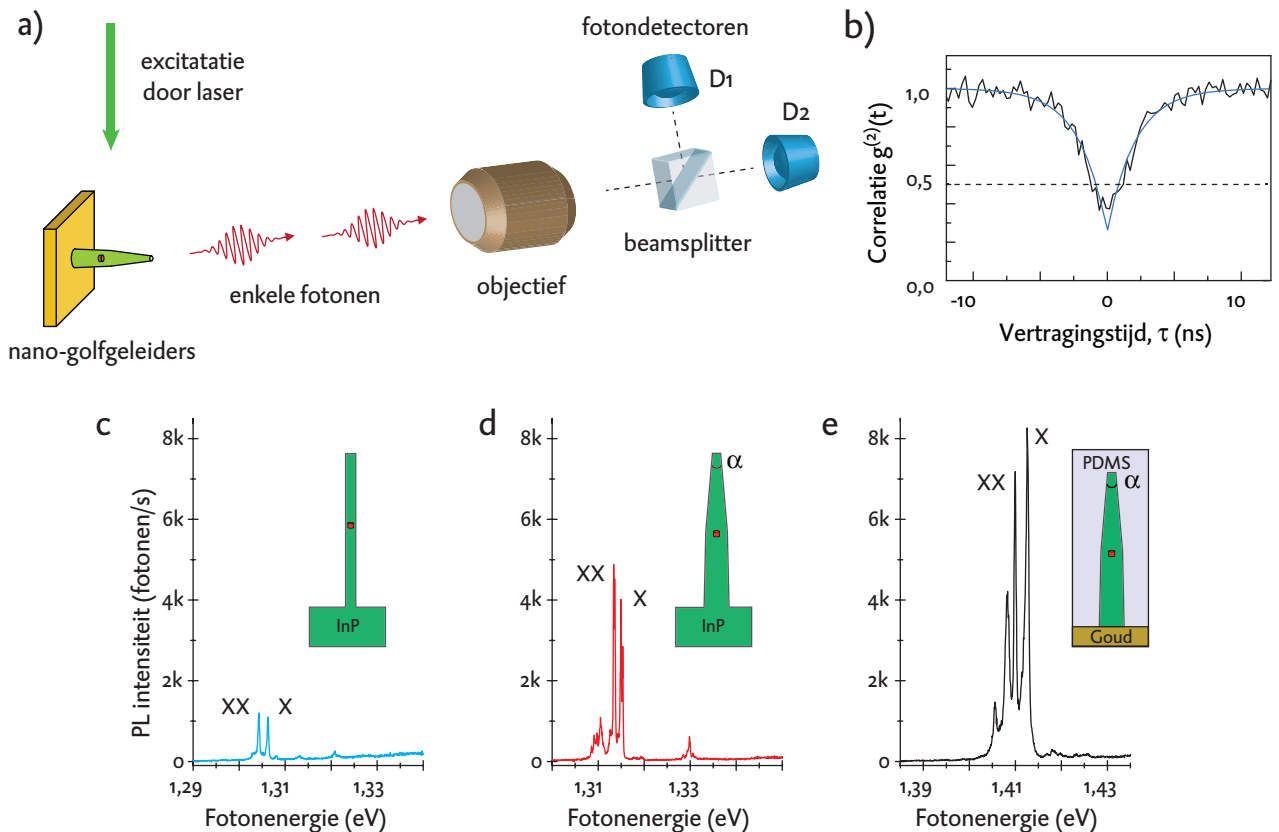 a)
excitatatie
door laser
nano-golfgeleiders
enkele fotonen
objectief
fotondetectoren
D1
D2
beamsplitter
b)
Correlatie g(2)(t)
1,0
0,5
0,0
-10
0
10
Vertragingstijd, τ (ns)
c
PL intensiteit (fotonen/s)
8k
6k
4k
2k
0
XX
X
InP
1,29
1,31
1,33
Fotonenergie (eV)
d
8k
6k
4k
2k
0
XX
X
α
InP
1,31
1,33
Fotonenergie (eV)
e
8k
6k
4k
2k
0
XX
X
PDMS
α
Goud
1,39
1,41
1,43
Fotonenergie (eV)